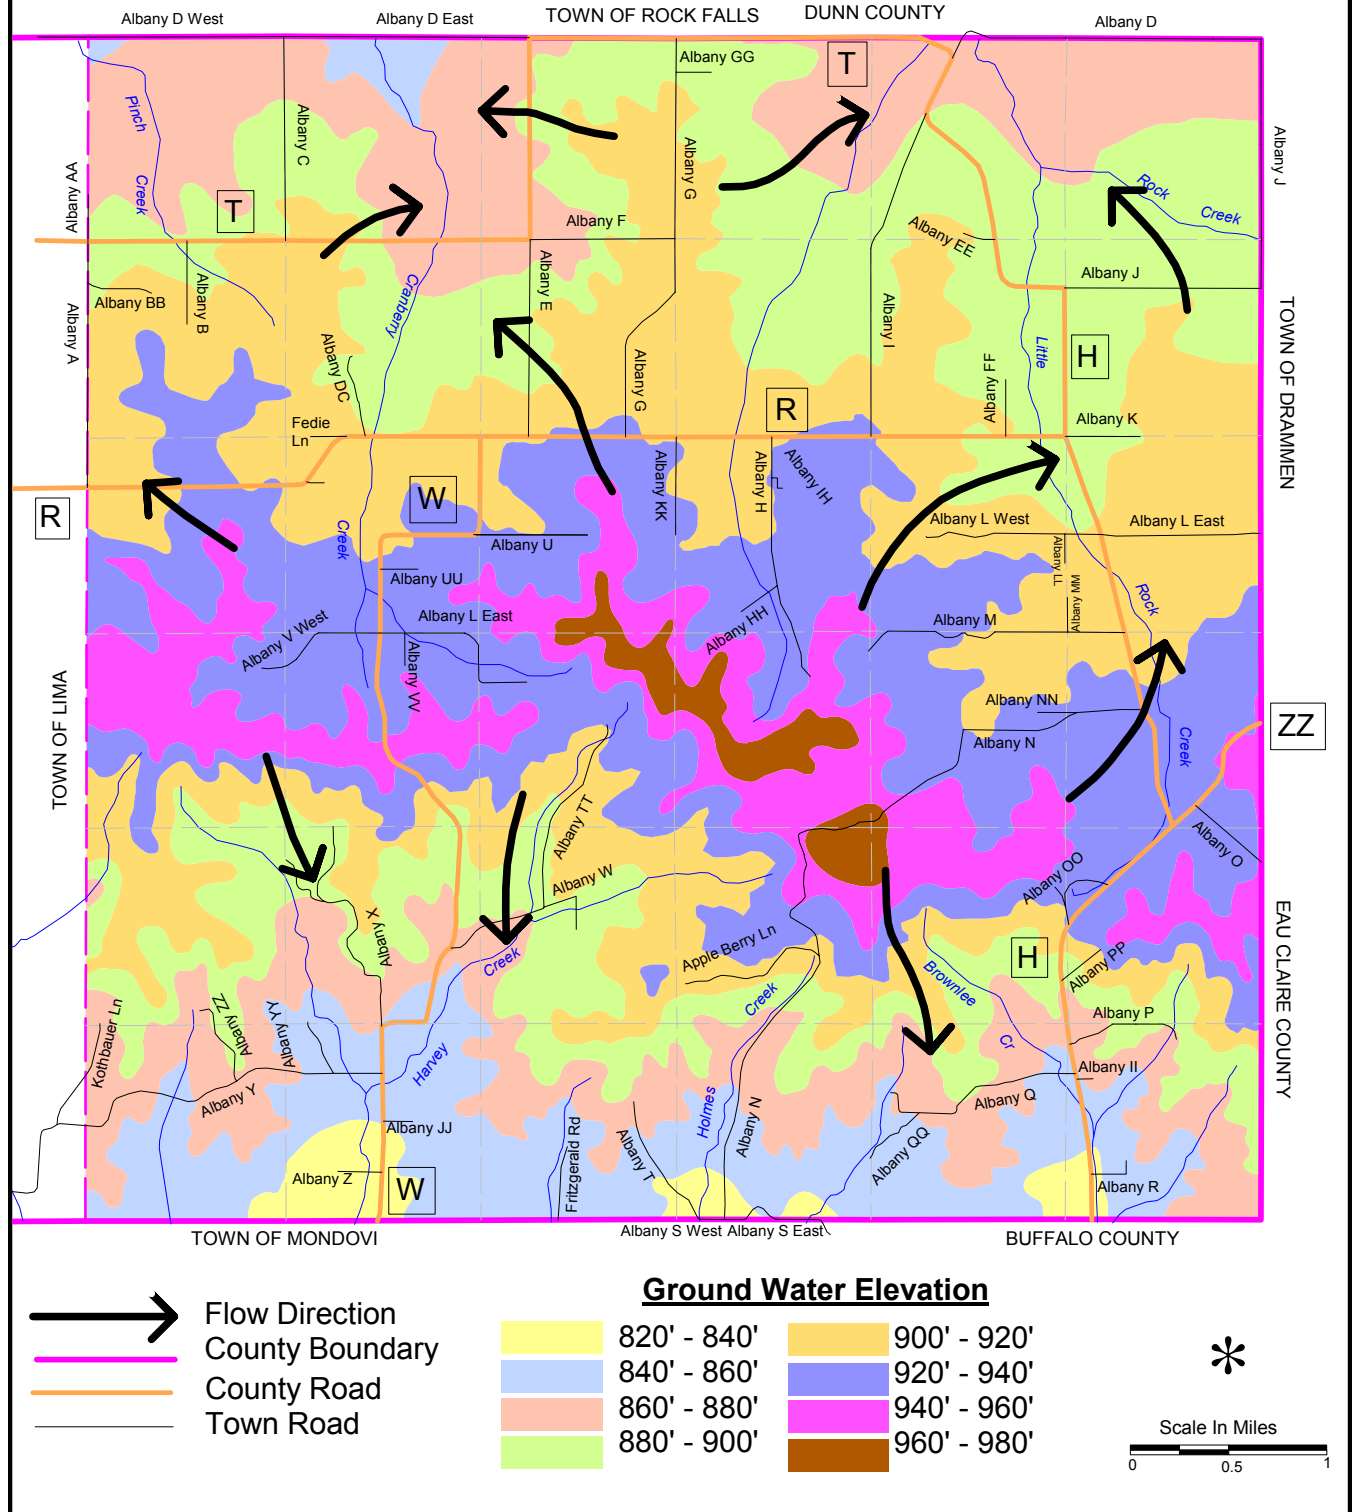 Albany D West
Albany D East
TOWN OF ROCK FALLS
DUNN COUNTY
Albany D
Albany GG
T
Pinch
Albany C
Albany G
Albany J
Albany AA
Creek
T
Rock
Creek
Albany F
Albany EE
Albany J
Albany BB
Albany B
Cranberry
Albany E
Albany I
Albany A
Albany DC
Albany G
Little
H
TOWN OF DRAMMEN
Albany FF
R
Albany K
Fedie
Ln
Albany KK
Albany H
Albany IH
W
R
Creek
Albany U
Albany L West
Albany L East
Albany UU
Albany LL
Albany MM
Rock
Albany L East
Albany V West
Albany HH
Albany M
Albany VV
TOWN OF LIMA
Albany NN
Albany N
Creek
ZZ
Albany TT
Albany O
Albany W
Albany OO
Albany X
Apple Berry Ln
Creek
H
Albany PP
EAU CLAIRE COUNTY
Creek
Brownlee
Cr
Kothbauer Ln
Albany ZZ
Albany YY
Albany P
Harvey
Albany II
Albany Y
Albany Q
Holmes
Albany N
Albany JJ
Fritzgerald Rd
Albany T
Albany QQ
Albany Z
W
Albany R
Albany S West
Albany S East
TOWN OF MONDOVI
BUFFALO COUNTY
Ground Water Elevation
Flow Direction
County Boundary
County Road
Town Road
820' - 840'
840' - 860'
860' - 880'
880' - 900'
900' - 920'
920' - 940'
940' - 960'
960' - 980'
*
Scale In Miles
0
0.5
1